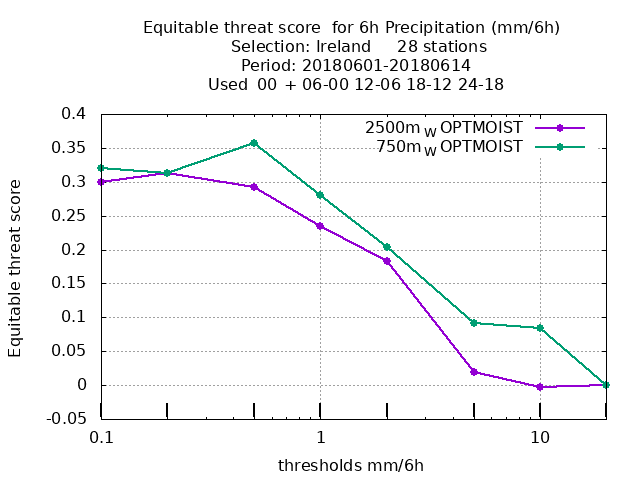 Equitable threat score  for 6h Precipitation (mm/6h)
Selection: Ireland     28 stations
Period: 20180601-20180614
Used  00  + 06-00 12-06 18-12 24-18
2500m W OPTMOIST
750m W OPTMOIST
0.4
0.35
0.3
0.25
0.2
0.15
0.1
0.05
0
-0.05
Equitable threat score
0.1 1 10
thresholds mm/6h